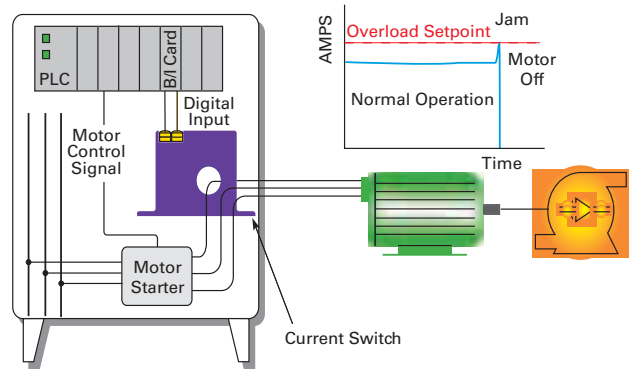 PLC
B/I Card
Digital
Input
Motor
Control
Signal
Motor
Starter
Current Switch
AMPS
Overload Setpoint
Jam
Motor
Off
Normal Operation
Time